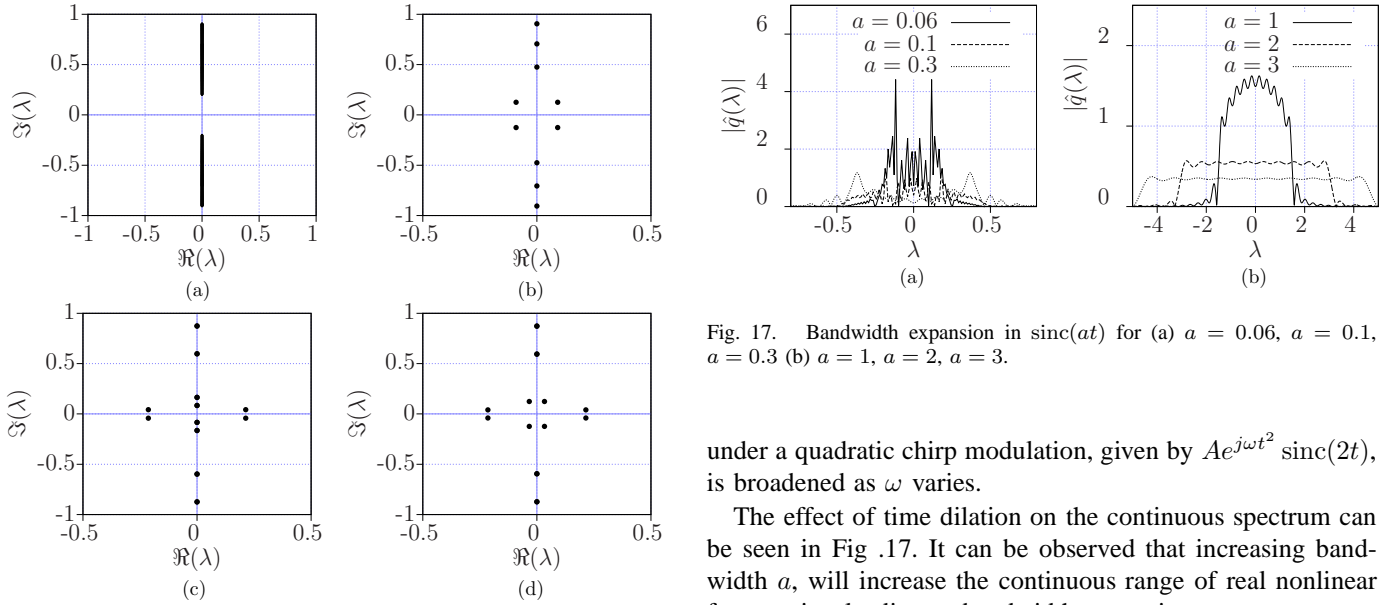 1
0.5
0
-0.5
-1
-1 -0.5 0 0.5 1
ℑ(λ)
ℜ(λ)
(a)
1
0.5
0
-0.5
-1
-0.5 0 0.5
ℑ(λ)
ℜ(λ)
(b)
1
0.5
0
-0.5
-1
-0.5 0 0.5
ℑ(λ)
ℜ(λ)
(c)
1
0.5
0
-0.5
-1
-0.5 0 0.5
ℑ(λ)
ℜ(λ)
(d)
6
4
2
0
-0.5 0 0.5
|q̂(λ)|
λ
a = 0.06
a = 0.1
a = 0.3
(a)
2
1
0
-4 -2 0 2 4
|q̂(λ)|
λ
a = 1
a = 2
a = 3
(b)
Fig. 17. Bandwidth expansion in sinc(at) for (a) a = 0.06, a = 0.1,
a = 0.3 (b) a = 1, a = 2, a = 3.
under a quadratic chirp modulation, given by Ae^{jωt²} sinc(2t),
is broadened as ω varies.
The effect of time dilation on the continuous spectrum can
be seen in Fig .17. It can be observed that increasing band-
width a, will increase the continuous range of real nonlinear